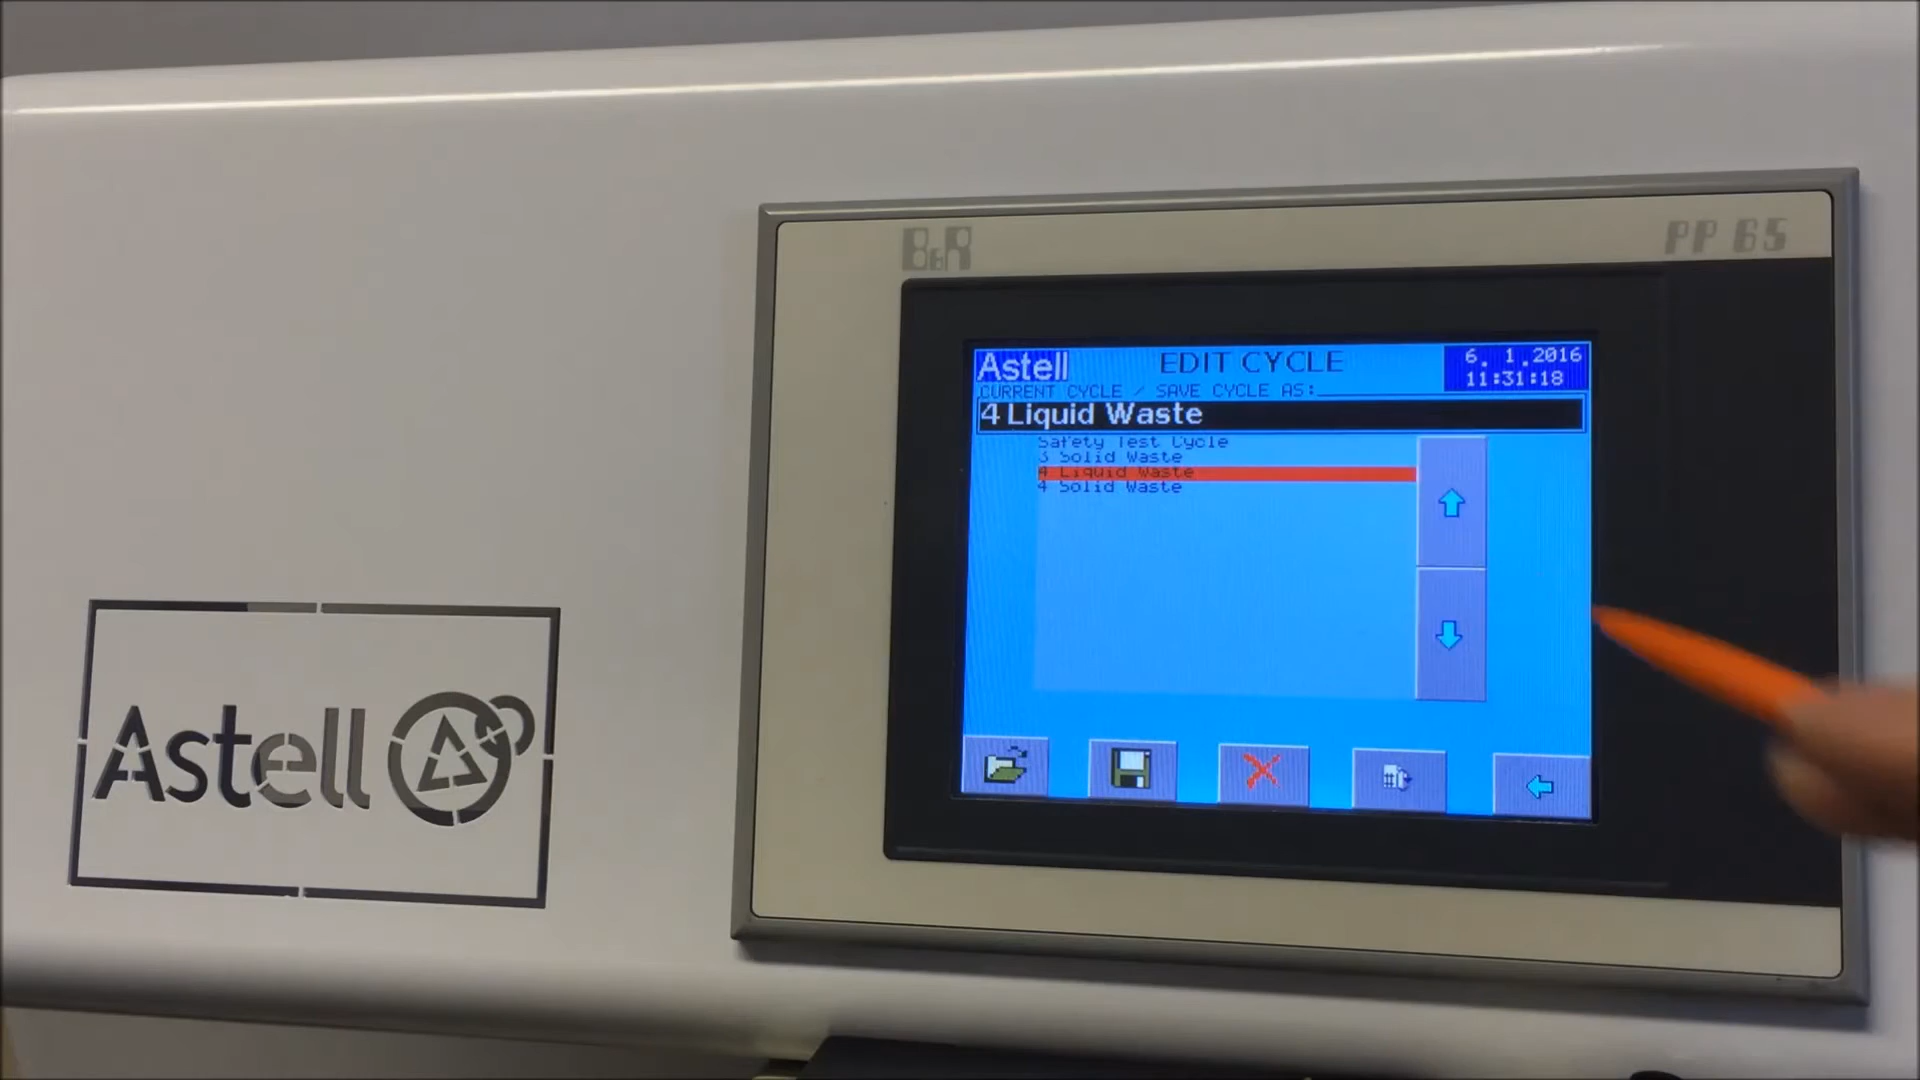 B&R
PP 65
Astell
EDIT CYCLE
6. 1.2016
11:31:18
CURRENT CYCLE / SAVE CYCLE AS:
4 Liquid Waste
Safety Test Cycle
3 Solid Waste
4 Liquid Waste
4 Solid Waste
Astell